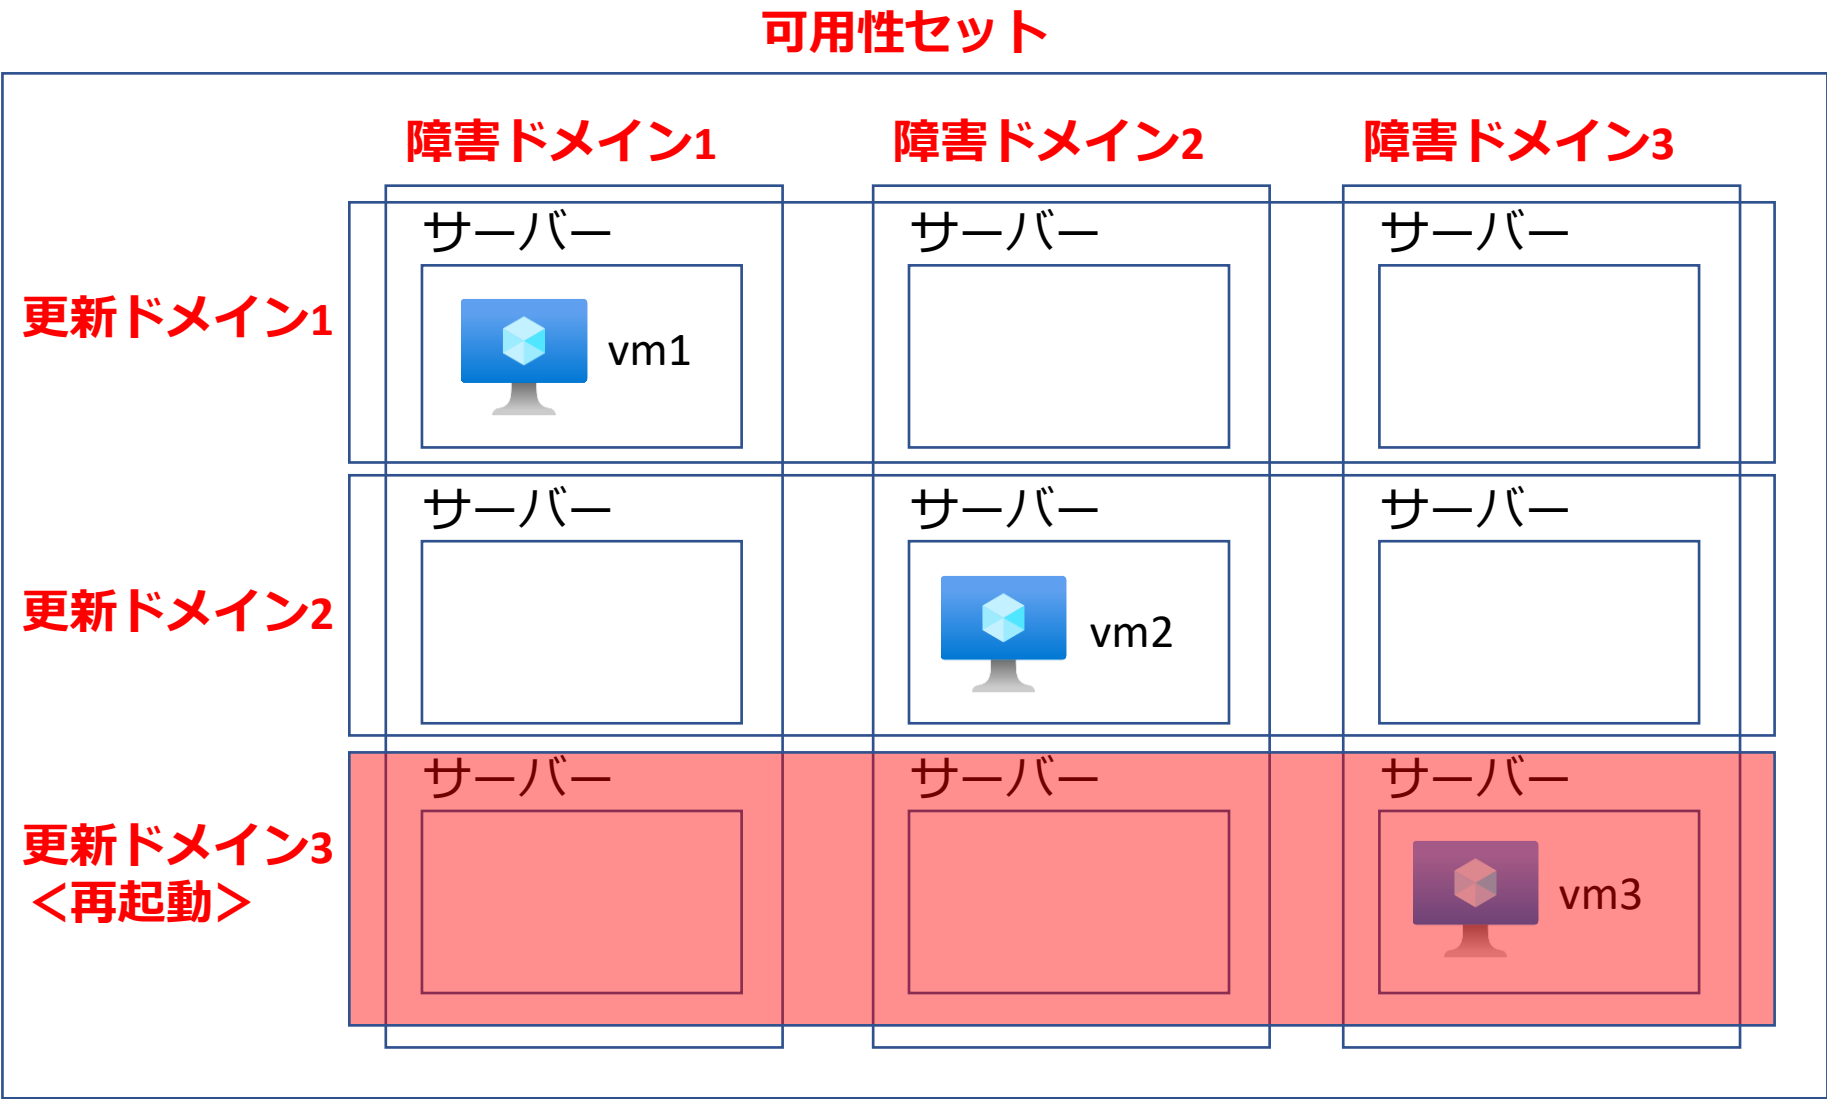 可用性セット
障害ドメイン1
障害ドメイン2
障害ドメイン3
更新ドメイン1
サーバー
サーバー
サーバー
vm1
更新ドメイン2
サーバー
サーバー
サーバー
vm2
更新ドメイン3
＜再起動＞
サーバー
サーバー
サーバー
vm3